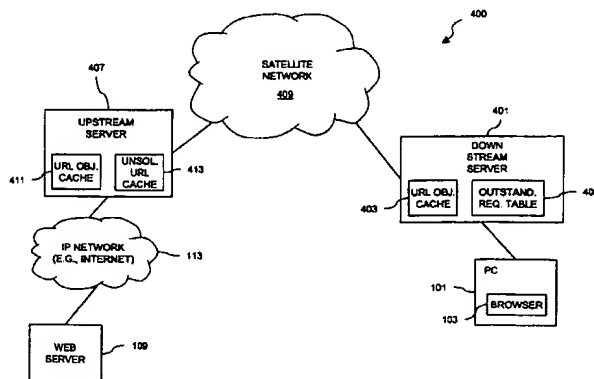 400
SATELLITE
NETWORK
409
407
UPSTREAM
SERVER
URL OBJ.
CACHE
UNSOL.
URL
CACHE
411
413
401
DOWN
STREAM
SERVER
URL OBJ.
CACHE
OUTSTAND.
REQ. TABLE
403
40
IP NETWORK
(E.G., INTERNET)
113
PC
101
BROWSER
103
WEB
SERVER
109